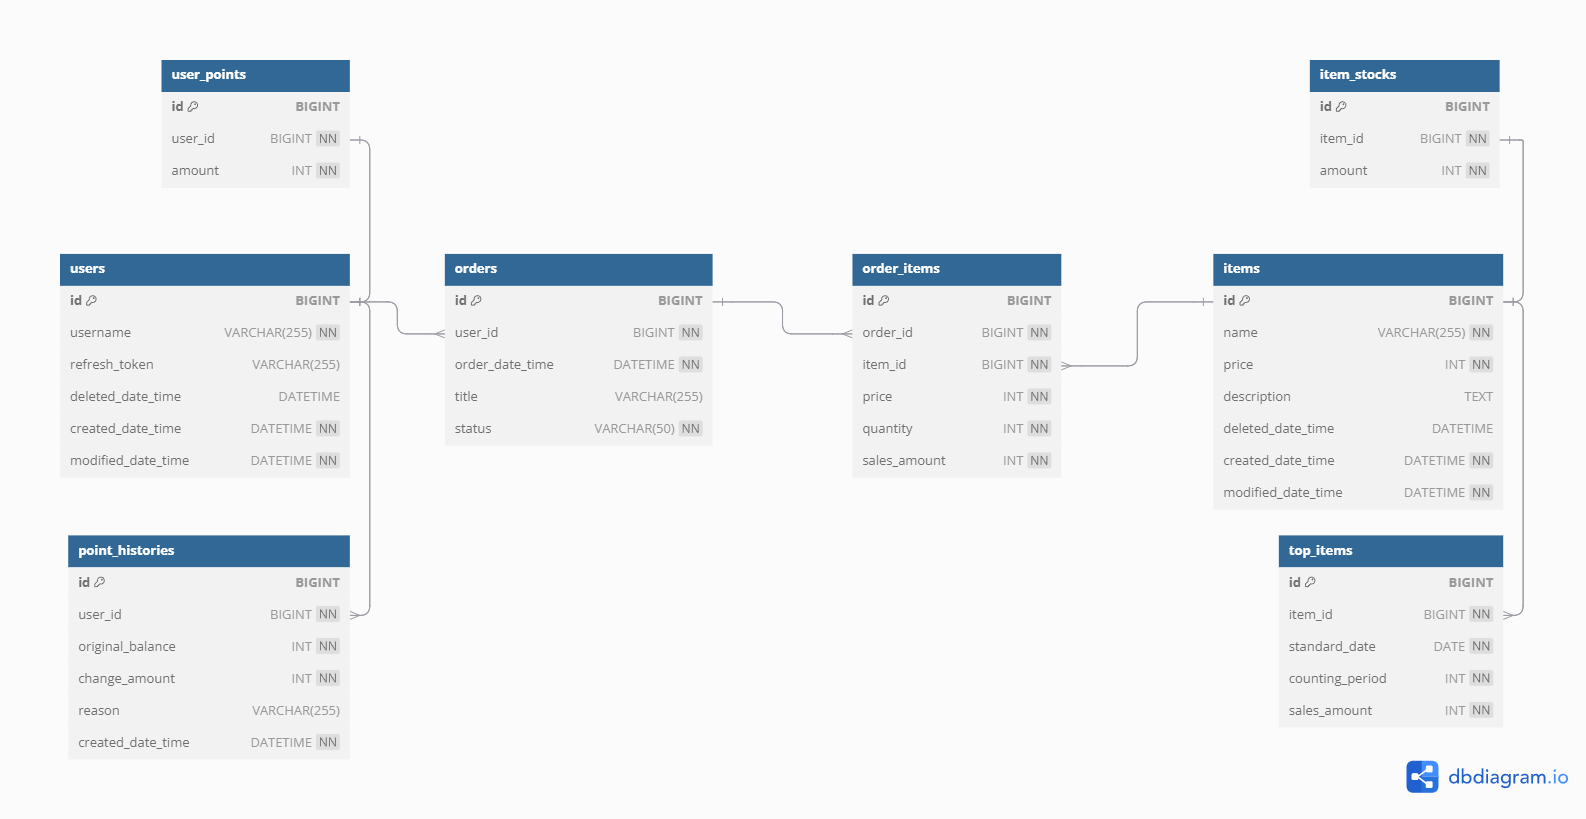 user_points
id BIGINT
user_id BIGINT NN
amount INT NN
item_stocks
id BIGINT
item_id BIGINT NN
amount INT NN
users
id BIGINT
username VARCHAR(255) NN
refresh_token VARCHAR(255)
deleted_date_time DATETIME
created_date_time DATETIME NN
modified_date_time DATETIME NN
orders
id BIGINT
user_id BIGINT NN
order_date_time DATETIME NN
title VARCHAR(255)
status VARCHAR(50) NN
order_items
id BIGINT
order_id BIGINT NN
item_id BIGINT NN
price INT NN
quantity INT NN
sales_amount INT NN
items
id BIGINT
name VARCHAR(255) NN
price INT NN
description TEXT
deleted_date_time DATETIME
created_date_time DATETIME NN
modified_date_time DATETIME NN
point_histories
id BIGINT
user_id BIGINT NN
original_balance INT NN
change_amount INT NN
reason VARCHAR(255)
created_date_time DATETIME NN
top_items
id BIGINT
item_id BIGINT NN
standard_date DATE NN
counting_period INT NN
sales_amount INT NN
dbdiagram.io